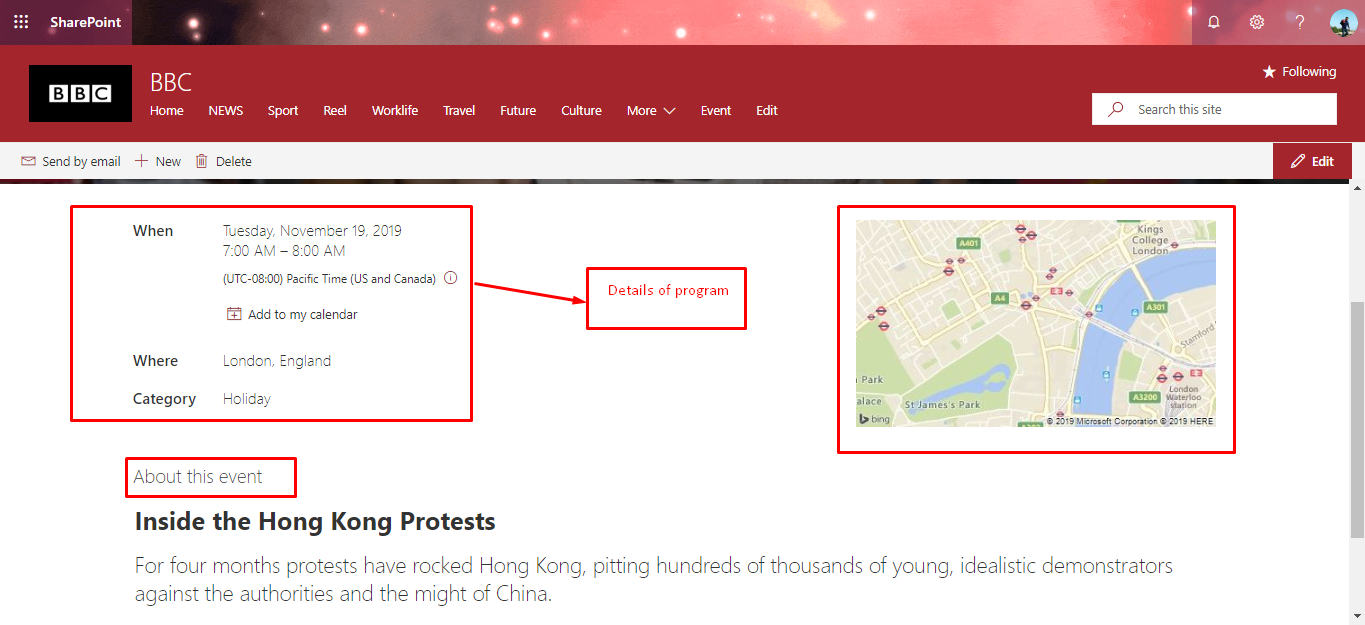 SharePoint
?
BBC
BBC
Home NEWS Sport Reel Worklife Travel Future Culture More Event Edit
Following
Search this site
Send by email New Delete
Edit
When Tuesday, November 19, 2019
7:00 AM – 8:00 AM
(UTC-08:00) Pacific Time (US and Canada)
Add to my calendar
Where London, England
Category Holiday
Details of program
Kings
College
London
A401
A4
E3
A301
Stamford
E3
Park
alace
St James's Park
A3200
London
Waterloo
station
bing
© 2019 Microsoft Corporation © 2019 HERE
About this event
Inside the Hong Kong Protests
For four months protests have rocked Hong Kong, pitting hundreds of thousands of young, idealistic demonstrators
against the authorities and the might of China.